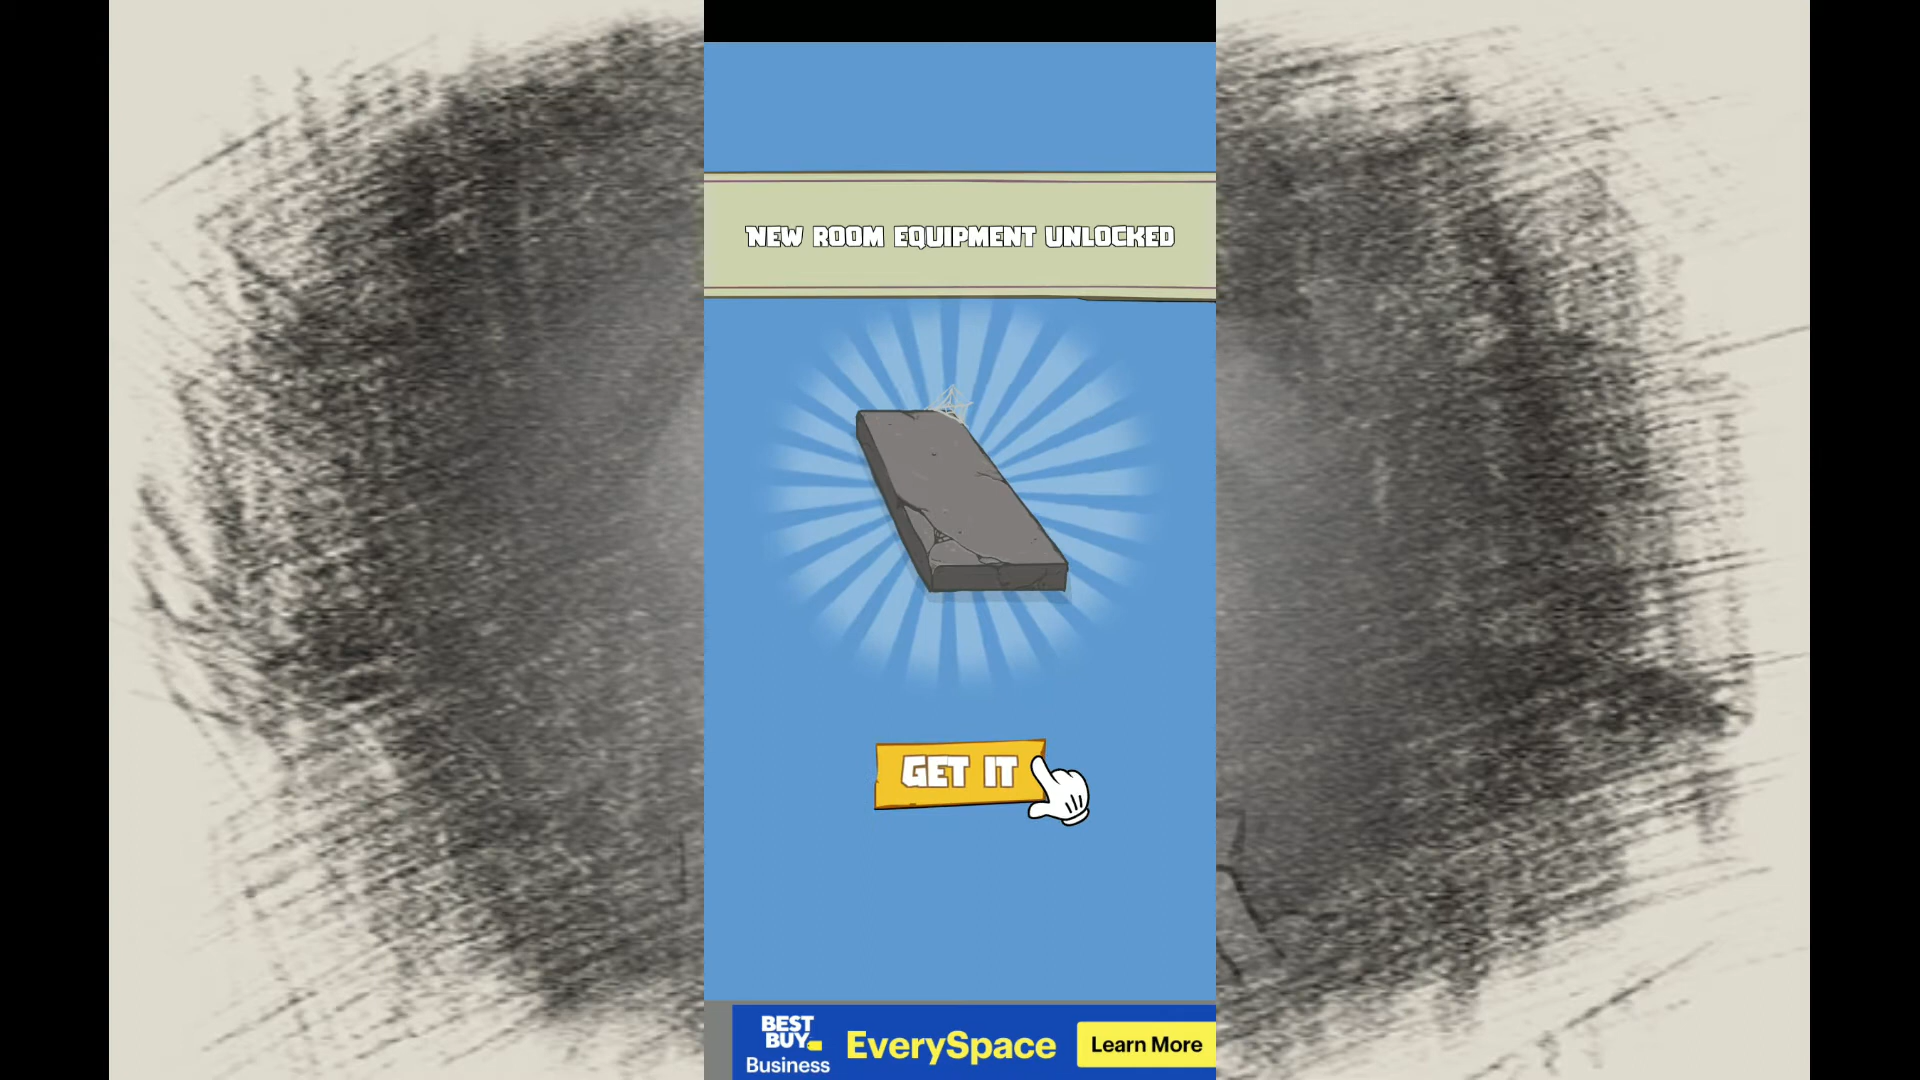 NEW ROOM EQUIPMENT UNLOCKED
GET IT
BEST
BUY
Business
EverySpace
Learn More